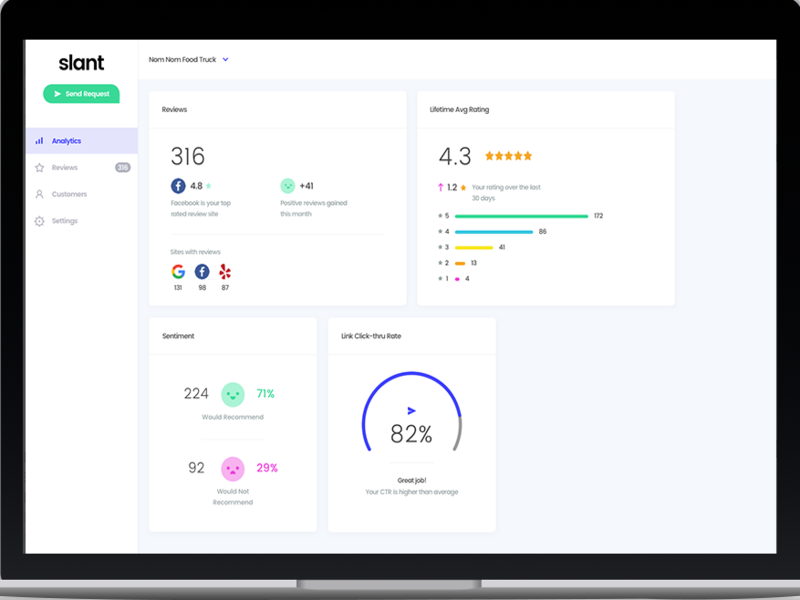 slant
Send Request
Analytics
Reviews 316
Customers
Settings
Nom Nom Food Truck
Reviews
316
4.8
Facebook is your top
rated review site
+41
Positive reviews gained
this month
Sites with reviews
131 98 87
Lifetime Avg Rating
4.3
1.2 Your rating over the last
30 days
5 172
4 86
3 41
2 13
1 4
Sentiment
224 71%
Would Recommend
92 29%
Would Not
Recommend
Link Click-thru Rate
82%
Great job!
Your CTR is higher than average